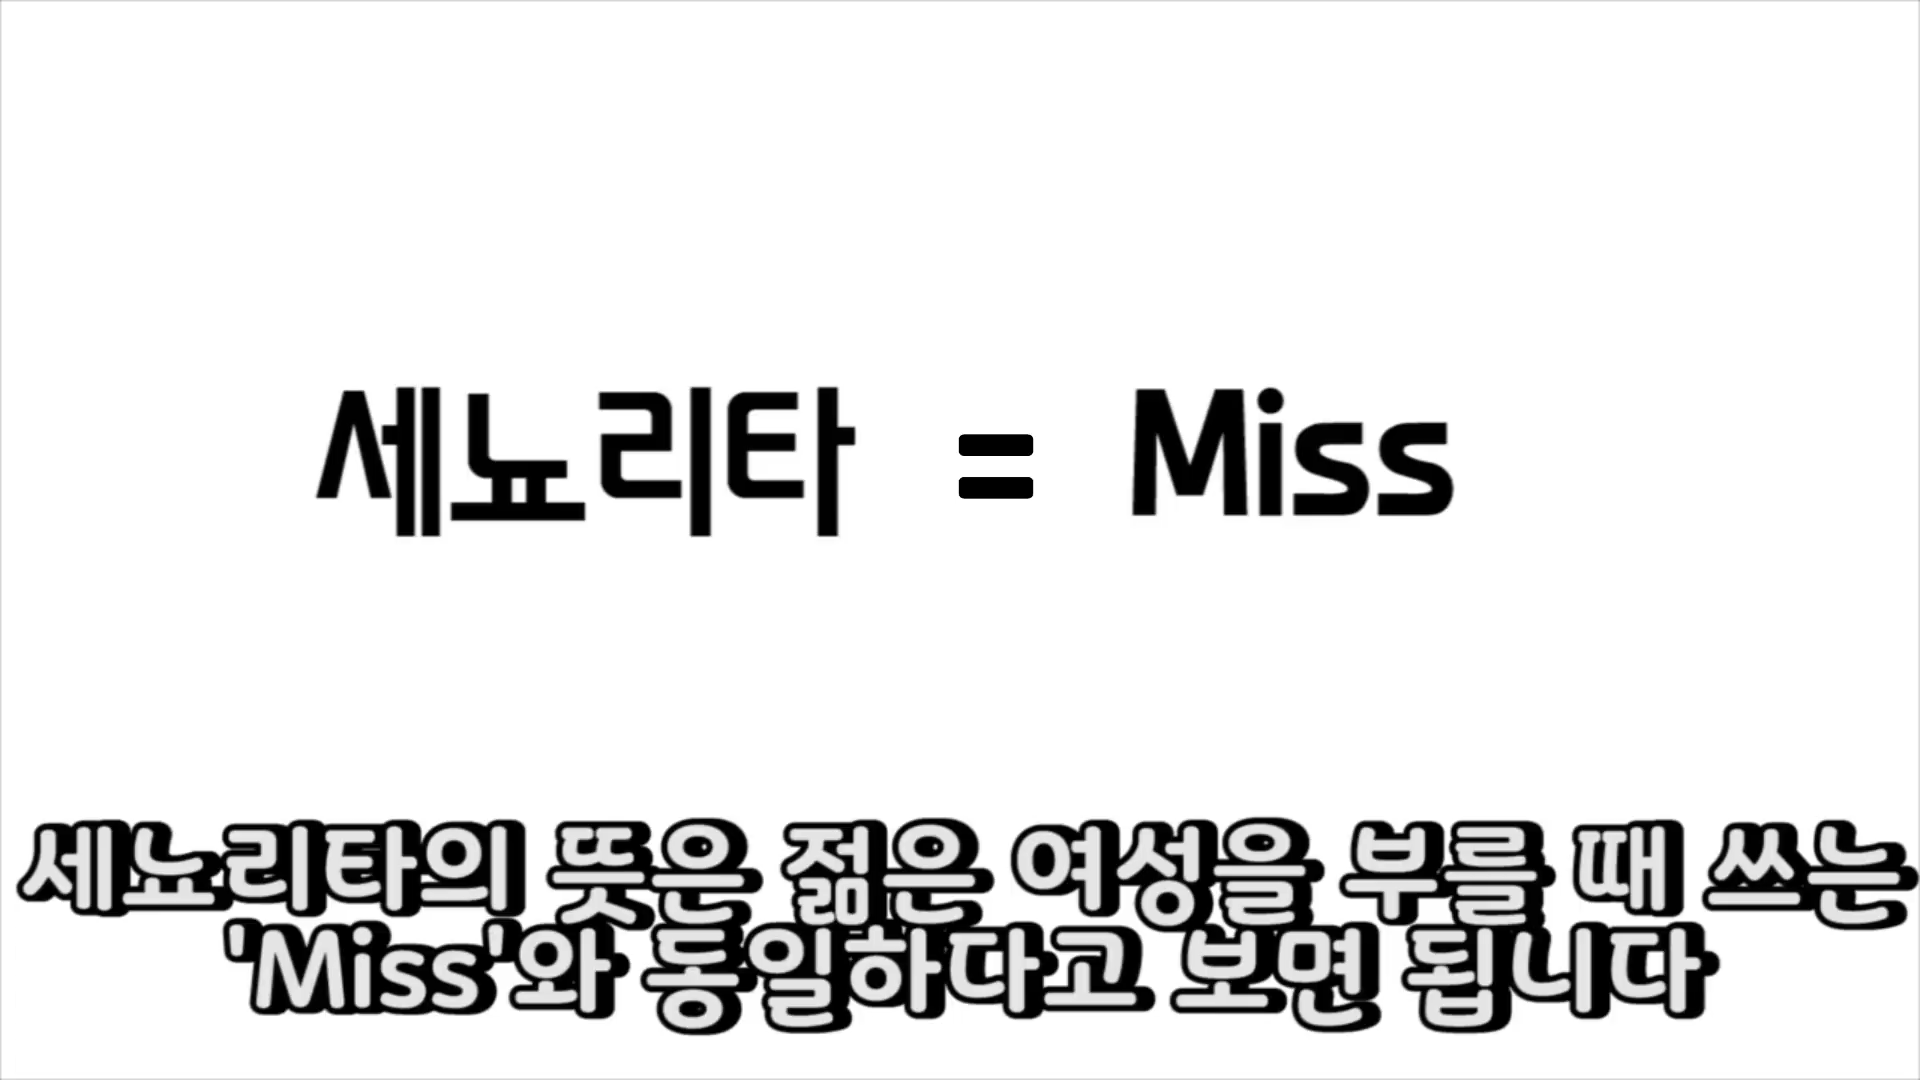 세뇨리타 = Miss
세뇨리타의 뜻은 젊은 여성을 부를 때 쓰는
'Miss'와 동일하다고 보면 됩니다